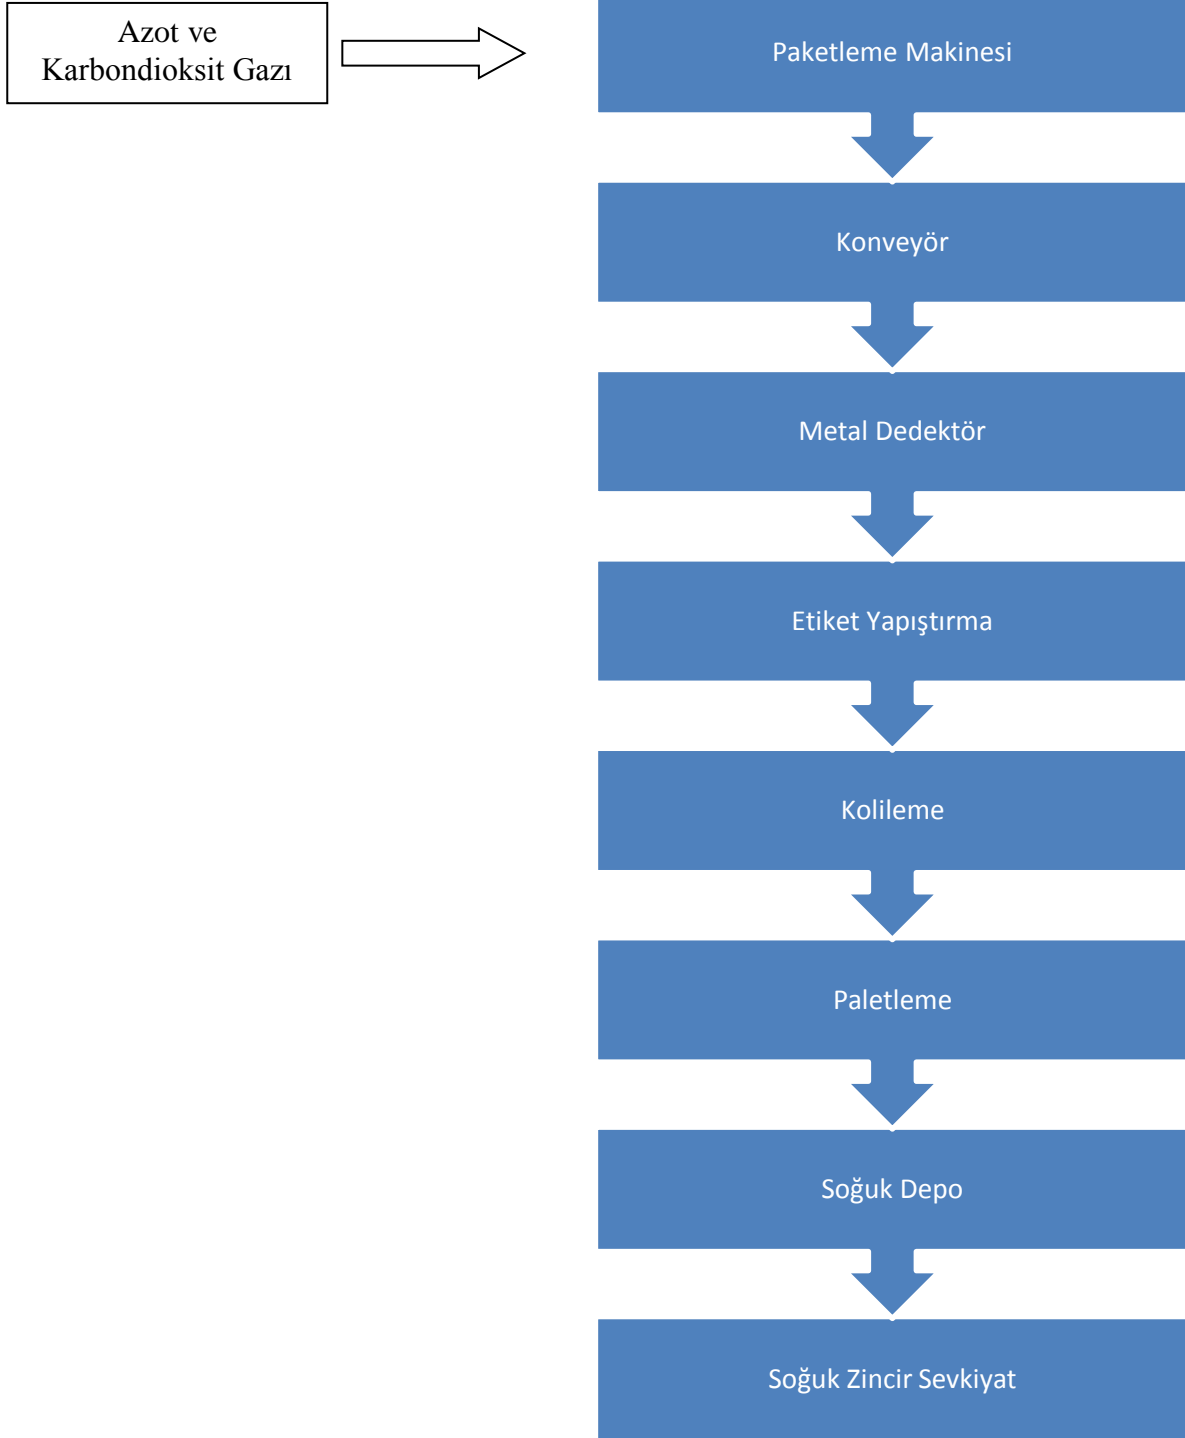 Azot ve
Karbondioksit Gazı
Paketleme Makinesi
Konveyör
Metal Dedektör
Etiket Yapıştırma
Kolileme
Paletleme
Soğuk Depo
Soğuk Zincir Sevkiyat